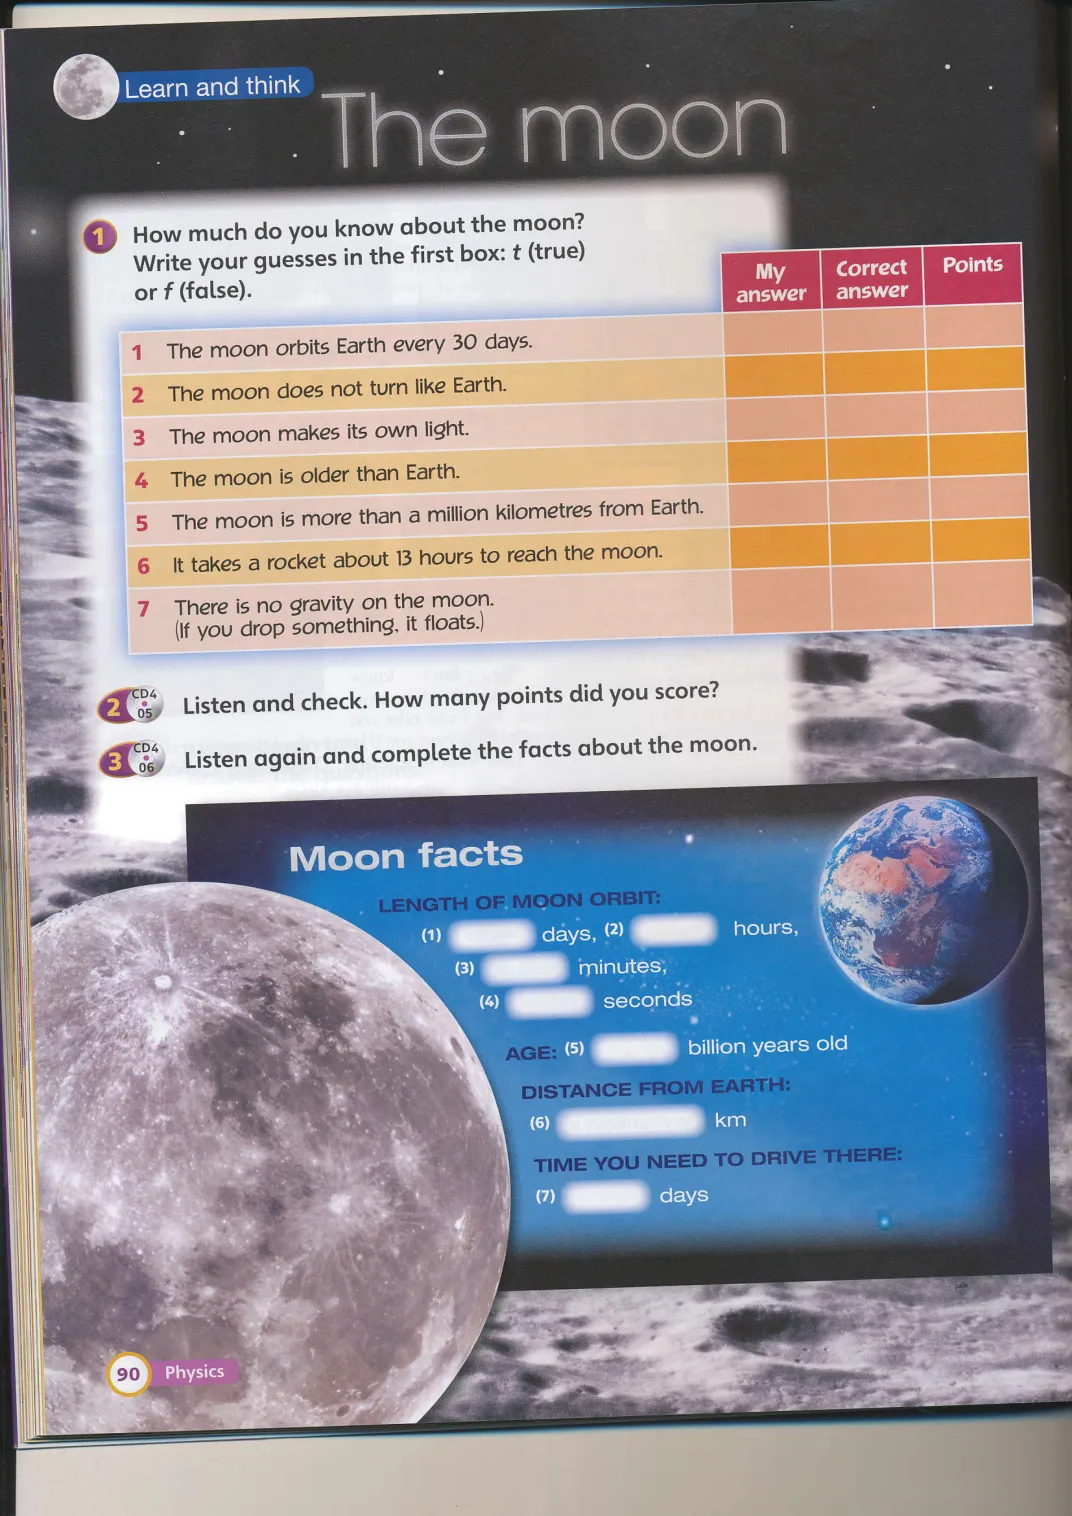 Learn and think
The moon
1 How much do you know about the moon?
Write your guesses in the first box: t (true)
or f (false).
My answer Correct answer Points
1 The moon orbits Earth every 30 days.
2 The moon does not turn like Earth.
3 The moon makes its own light.
4 The moon is older than Earth.
5 The moon is more than a million kilometres from Earth.
6 It takes a rocket about 13 hours to reach the moon.
7 There is no gravity on the moon.
(If you drop something, it floats.)
2 CD4 05 Listen and check. How many points did you score?
3 CD4 06 Listen again and complete the facts about the moon.
Moon facts
LENGTH OF MOON ORBIT:
(1) days, (2) hours,
(3) minutes,
(4) seconds
AGE: (5) billion years old
DISTANCE FROM EARTH:
(6) km
TIME YOU NEED TO DRIVE THERE:
(7) days
90 Physics